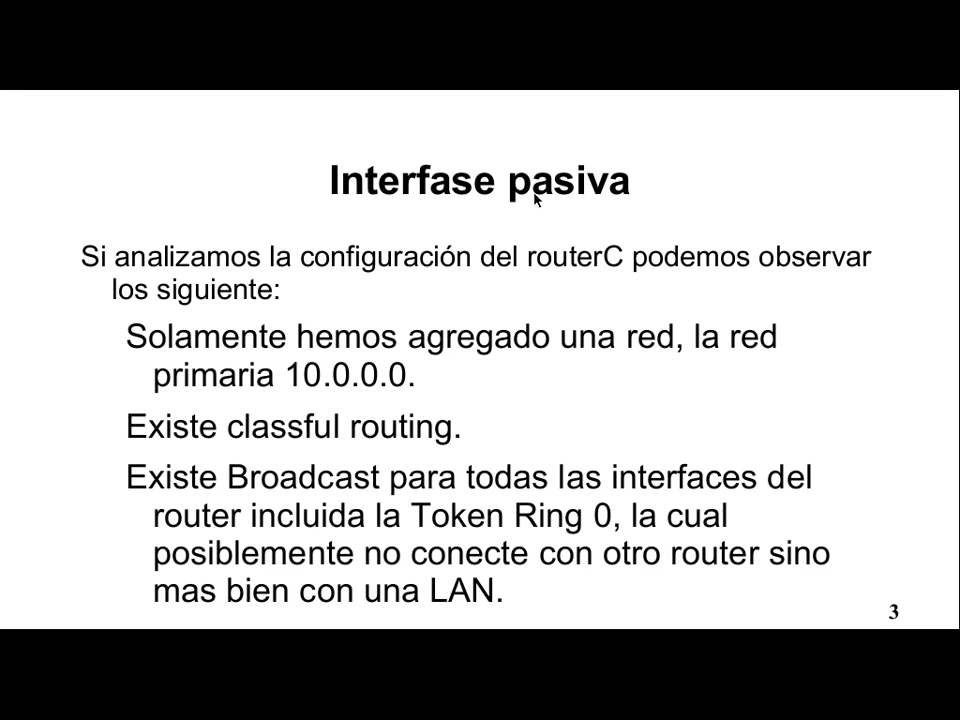 Interfase pasiva
Si analizamos la configuración del routerC podemos observar
los siguiente:
Solamente hemos agregado una red, la red
primaria 10.0.0.0.
Existe classful routing.
Existe Broadcast para todas las interfaces del
router incluida la Token Ring 0, la cual
posiblemente no conecte con otro router sino
mas bien con una LAN.
3